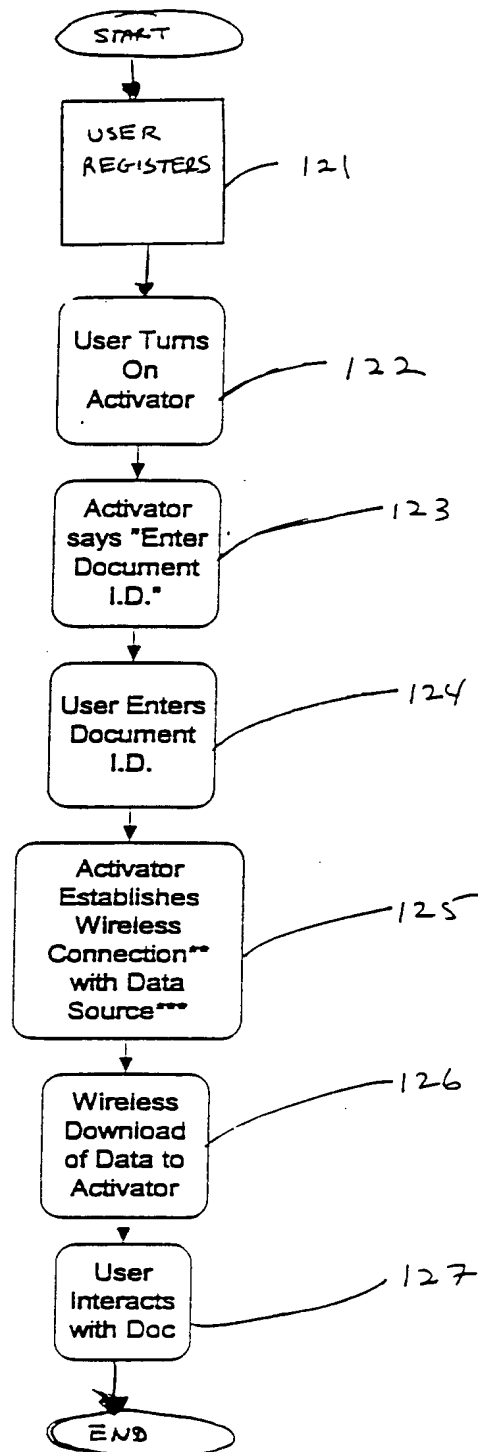 START
USER
REGISTERS
121
User Turns
On
Activator
122
Activator
says "Enter
Document
I.D."
123
User Enters
Document
I.D.
124
Activator
Establishes
Wireless
Connection**
with Data
Source***
125
Wireless
Download
of Data to
Activator
126
User
Interacts
with Doc
127
END